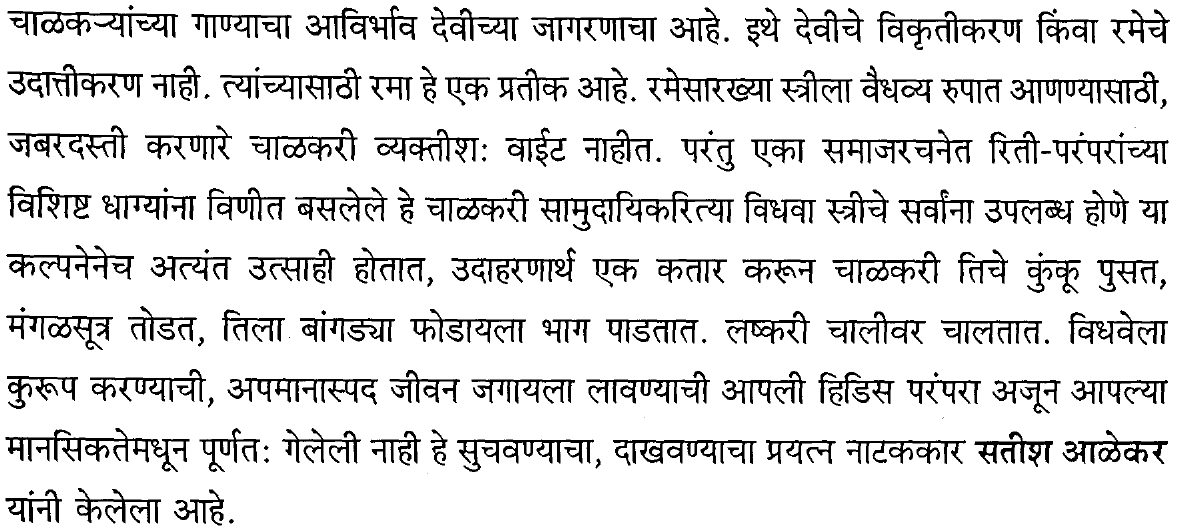 चाळकऱ्यांच्या गाण्याचा आविर्भाव देवीच्या जागरणाचा आहे. इथे देवीचे विकृतीकरण किंवा रमेचे
उदात्तीकरण नाही. त्यांच्यासाठी रमा हे एक प्रतीक आहे. रमेसारख्या स्त्रीला वैधव्य रुपात आणण्यासाठी,
जबरदस्ती करणारे चाळकरी व्यक्तीश: वाईट नाहीत. परंतु एका समाजरचनेत रिती-परंपरांच्या
विशिष्ट धाग्यांना विणीत बसलेले हे चाळकरी सामुदायिकरित्या विधवा स्त्रीचे सर्वांना उपलब्ध होणे या
कल्पनेनेच अत्यंत उत्साही होतात, उदाहरणार्थ एक कतार करून चाळकरी तिचे कुंकू पुसत,
मंगळसूत्र तोडत, तिला बांगड्या फोडायला भाग पाडतात. लष्करी चालीवर चालतात. विधवेला
कुरूप करण्याची, अपमानास्पद जीवन जगायला लावण्याची आपली हिडिस परंपरा अजून आपल्या
मानसिकतेमधून पूर्णत: गेलेली नाही हे सुचवण्याचा, दाखवण्याचा प्रयत्न नाटककार सतीश आळेकर
यांनी केलेला आहे.